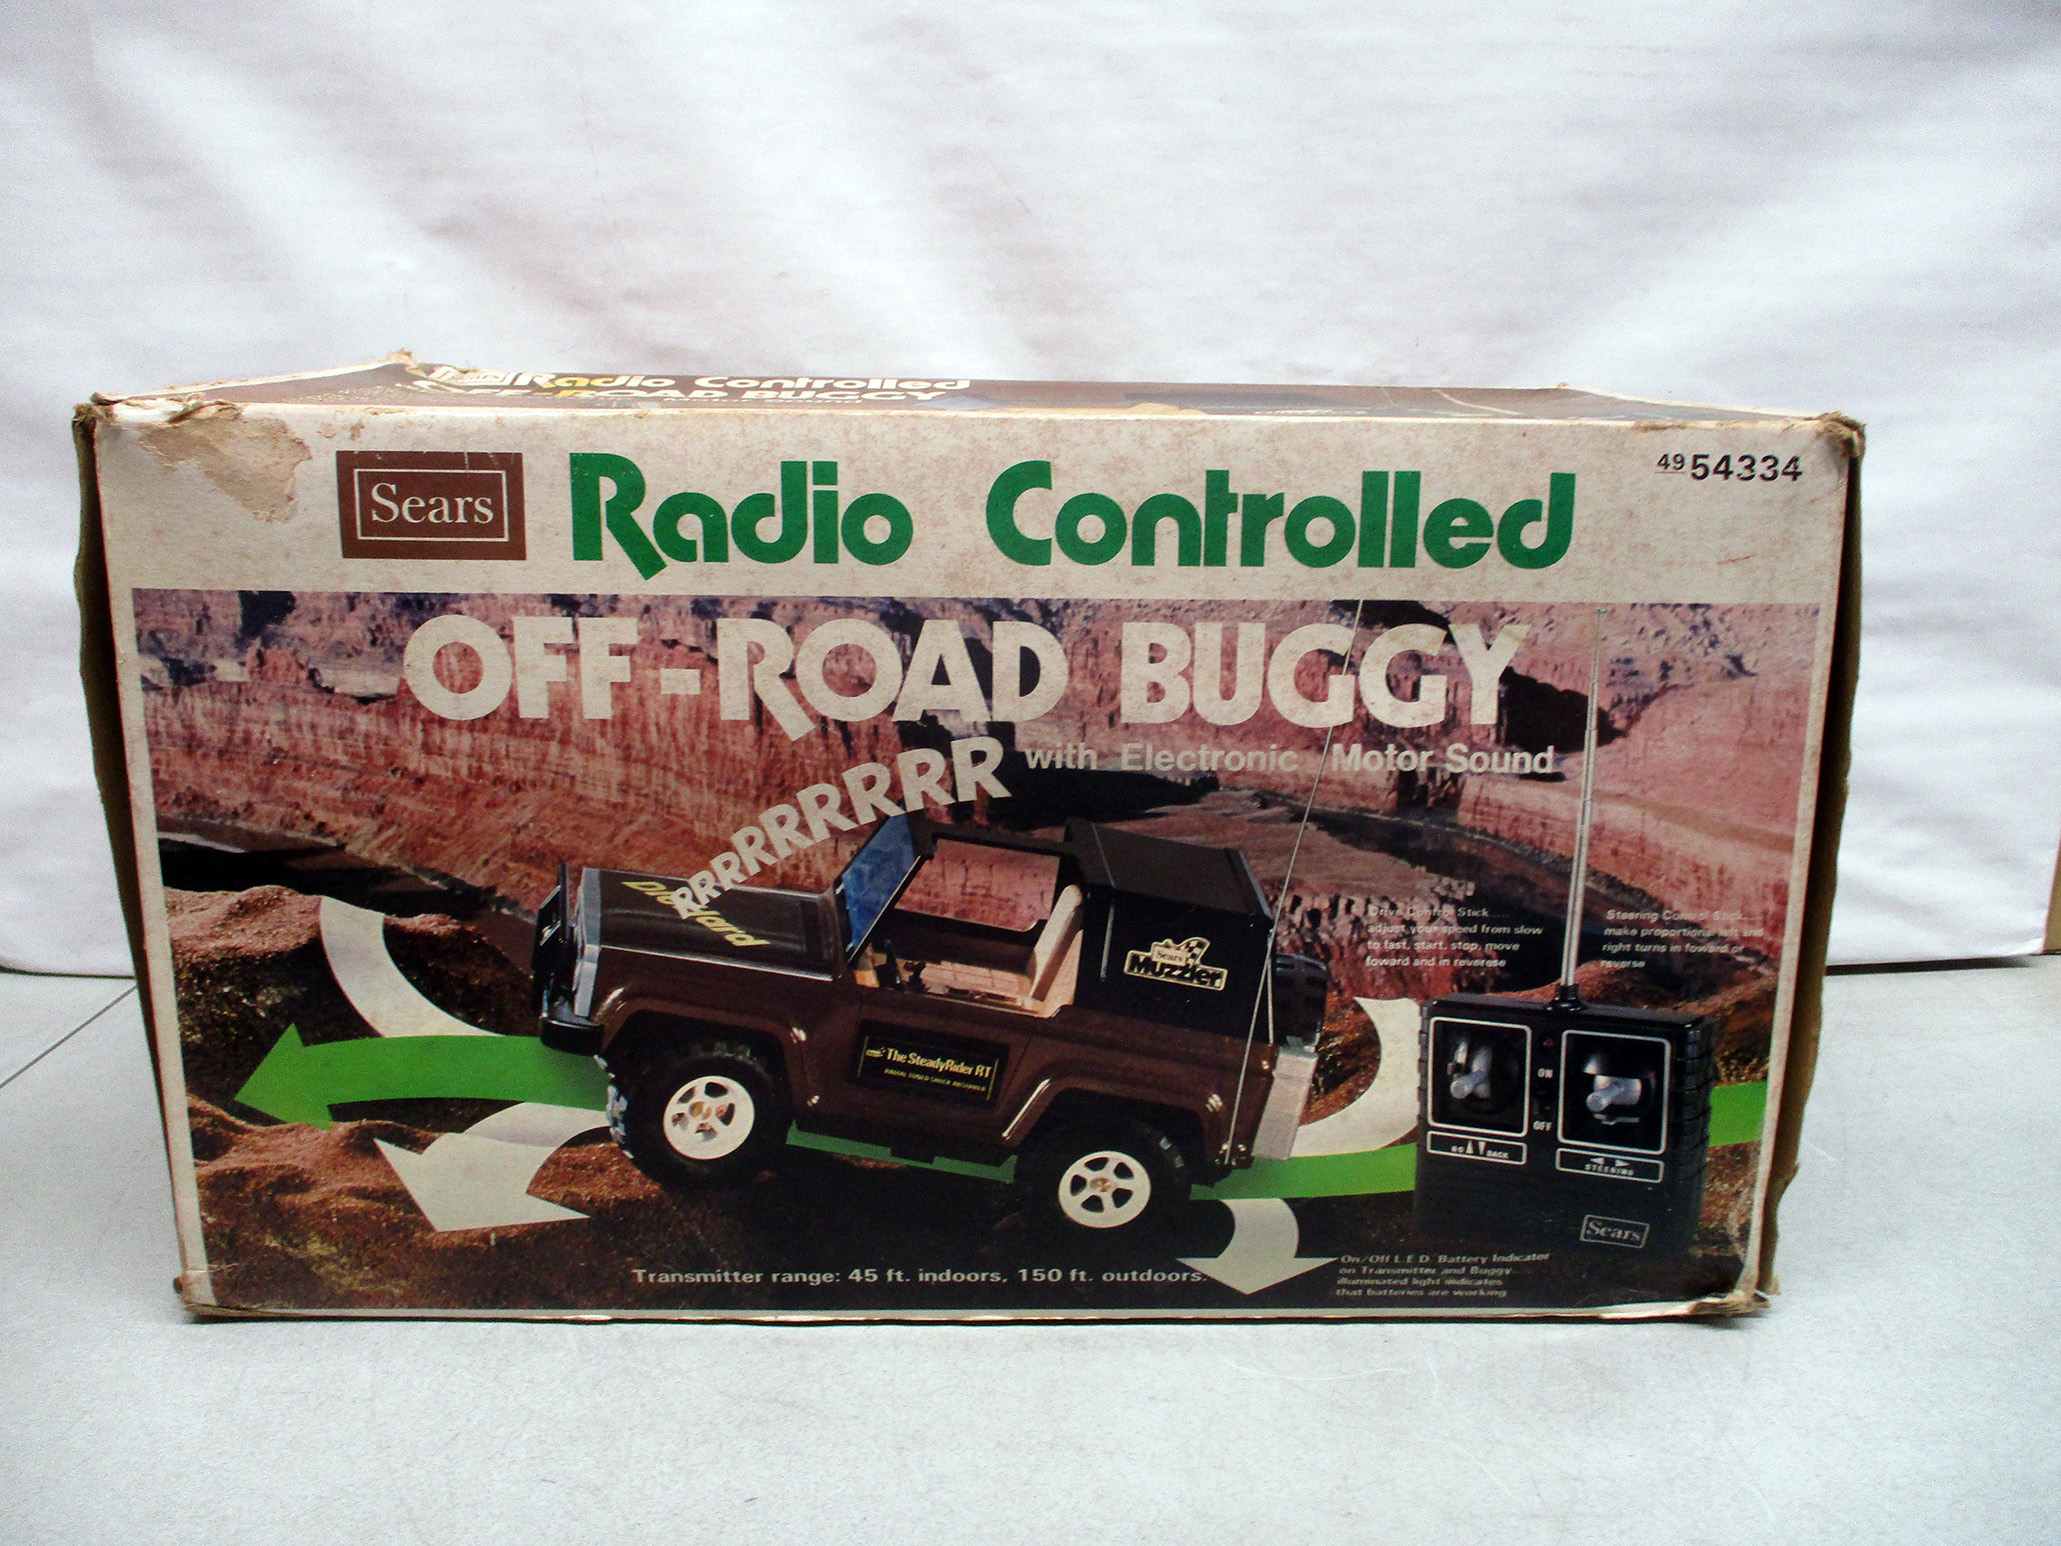 Radio Controlled
OFF-ROAD BUGGY
Sears
Radio Controlled
49 54334
OFF-ROAD BUGGY
with Electronic Motor Sound
RRRRRRRRRRR
DieHard
Sears
Muzzler
The SteadyRider RT
Drive Control Stick....
adjust your speed from slow
to fast, start, stop, move
foward and in reverese
Steering Control Stick....
make proportional left and
right turns in foward or
reverse
ON
OFF
GO BACK
STEERING
Sears
Transmitter range: 45 ft. indoors, 150 ft. outdoors.
On/Off L.E.D. Battery Indicator
on Transmitter and Buggy
illuminated light indicates
that batteries are working